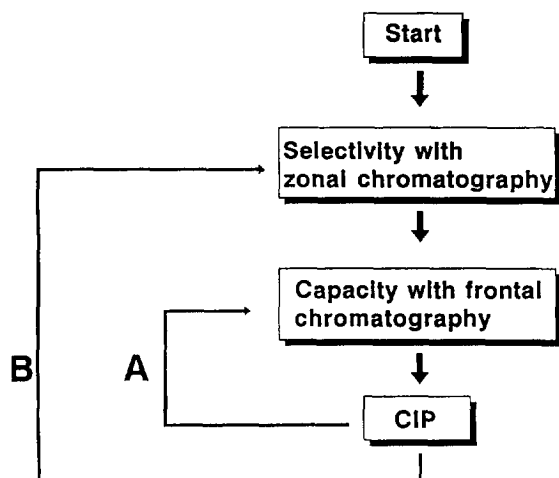 Start
Selectivity with
zonal chromatography
Capacity with frontal
chromatography
B
A
CIP